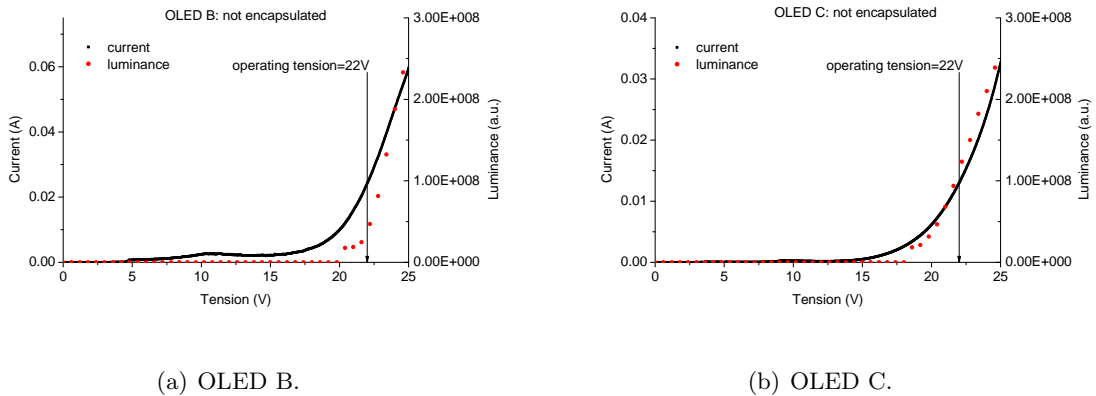 OLED B: not encapsulated
3.00E+008
0.06
current
luminance
operating tension=22V
2.00E+008
0.04
Current (A)
Luminance (a.u.)
1.00E+008
0.02
0.00
0.00E+000
0 5 10 15 20 25
Tension (V)
(a) OLED B.
OLED C: not encapsulated
0.04
3.00E+008
current
luminance
operating tension=22V
0.03
2.00E+008
Current (A)
Luminance (a.u.)
0.02
1.00E+008
0.01
0.00
0.00E+000
0 5 10 15 20 25
Tension (V)
(b) OLED C.